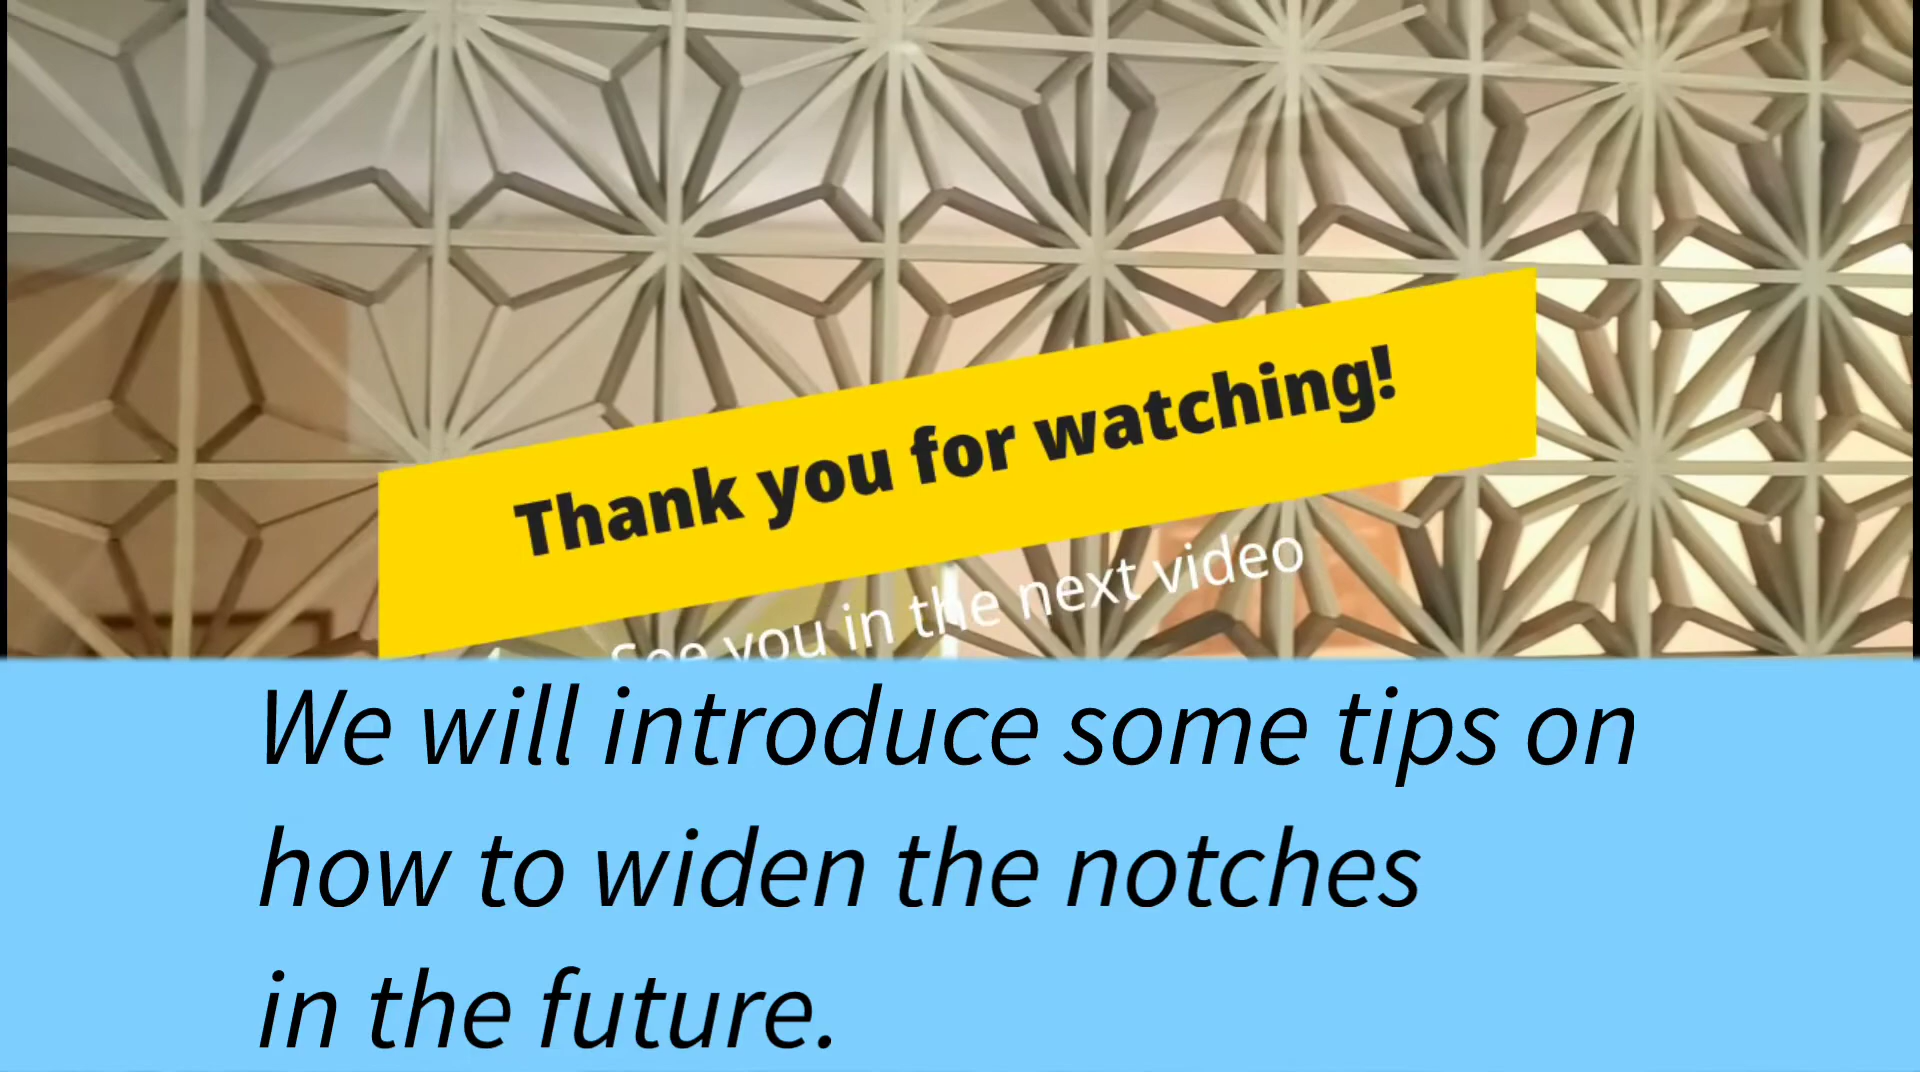 Thank you for watching!
See you in the next video
We will introduce some tips on
how to widen the notches
in the future.